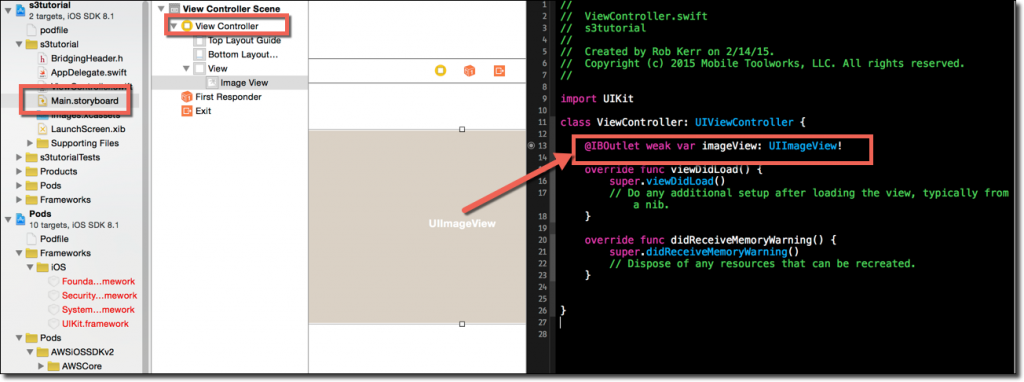 s3tutorial
2 targets, iOS SDK 8.1
podfile
s3tutorial
BridgingHeader.h
AppDelegate.swift
ViewController.swift
Main.storyboard
Images.xcassets
LaunchScreen.xib
Supporting Files
s3tutorialTests
Products
Pods
Frameworks
Pods
10 targets, iOS SDK 8.1
Podfile
Frameworks
iOS
Founda...mework
Security...mework
System...mework
UIKit.framework
Pods
AWSiOSSDKv2
AWSCore
View Controller Scene
View Controller
Top Layout Guide
Bottom Layout...
View
Image View
First Responder
Exit
UIImageView
1 //
2 // ViewController.swift
3 // s3tutorial
4 //
5 // Created by Rob Kerr on 2/14/15.
6 // Copyright (c) 2015 Mobile Toolworks, LLC. All rights reserved.
7 //
8
9 import UIKit
10
11 class ViewController: UIViewController {
12
13 @IBOutlet weak var imageView: UIImageView!
14
15 override func viewDidLoad() {
16 super.viewDidLoad()
17 // Do any additional setup after loading the view, typically from
a nib.
18 }
19
20 override func didReceiveMemoryWarning() {
21 super.didReceiveMemoryWarning()
22 // Dispose of any resources that can be recreated.
23 }
24
25
26 }
27
28